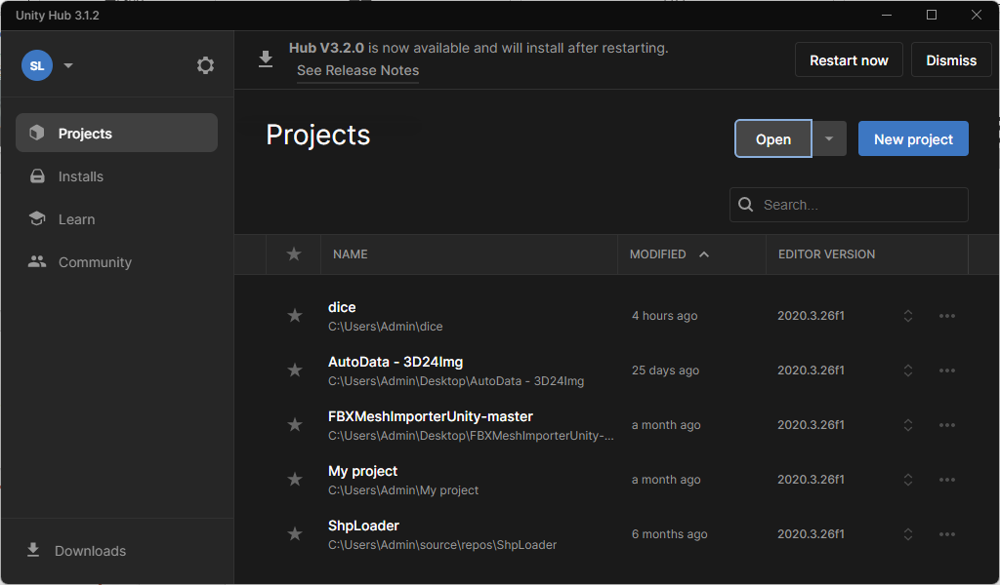 Unity Hub 3.1.2
SL
Hub V3.2.0 is now available and will install after restarting.
See Release Notes
Restart now
Dismiss
Projects
Installs
Learn
Community
Downloads
Projects
Open
New project
Search...
NAME
MODIFIED
EDITOR VERSION
dice
C:\Users\Admin\dice
4 hours ago
2020.3.26f1
AutoData - 3D24Img
C:\Users\Admin\Desktop\AutoData - 3D24Img
25 days ago
2020.3.26f1
FBXMeshImporterUnity-master
C:\Users\Admin\Desktop\FBXMeshImporterUnity-...
a month ago
2020.3.26f1
My project
C:\Users\Admin\My project
a month ago
2020.3.26f1
ShpLoader
C:\Users\Admin\source\repos\ShpLoader
6 months ago
2020.3.26f1